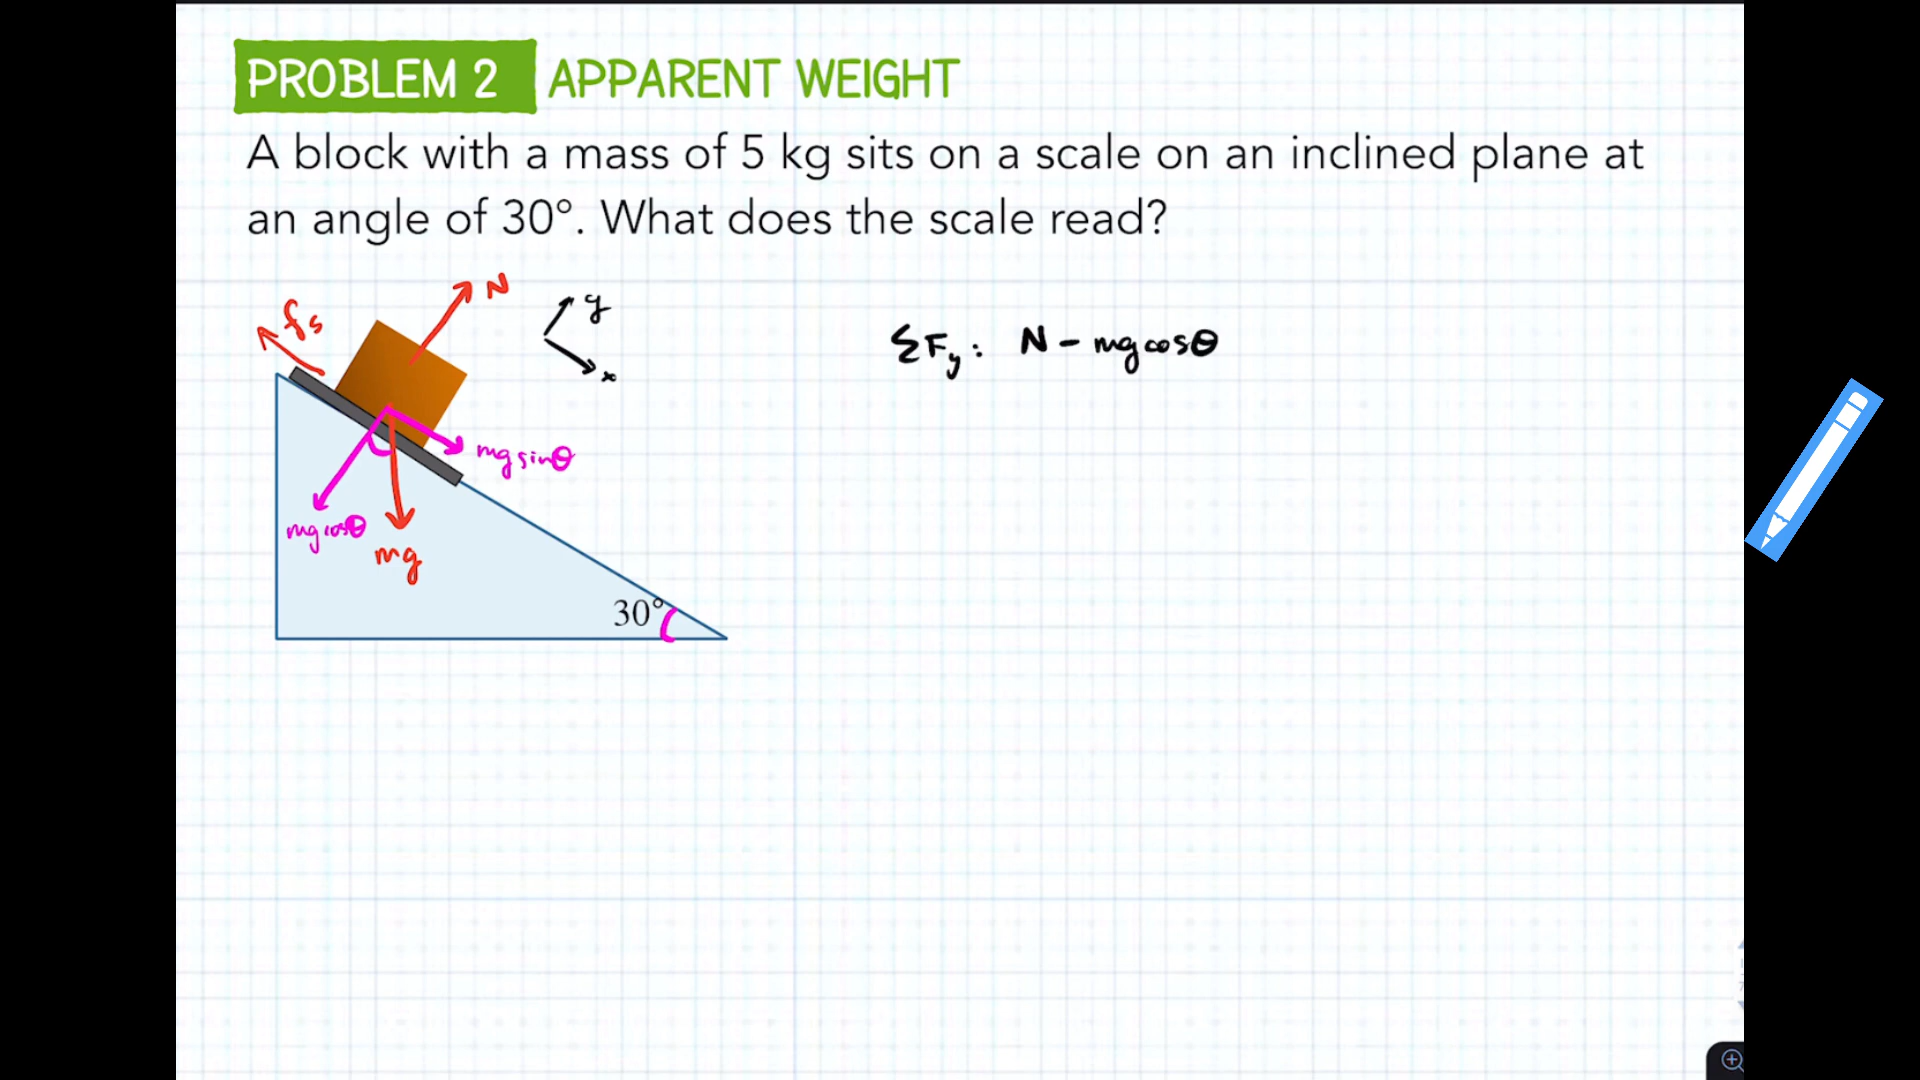 PROBLEM 2 APPARENT WEIGHT
A block with a mass of 5 kg sits on a scale on an inclined plane at
an angle of 30°. What does the scale read?
N
fs
y
x
ΣFy: N - mg cosθ
mg sinθ
mg cosθ
mg
30°